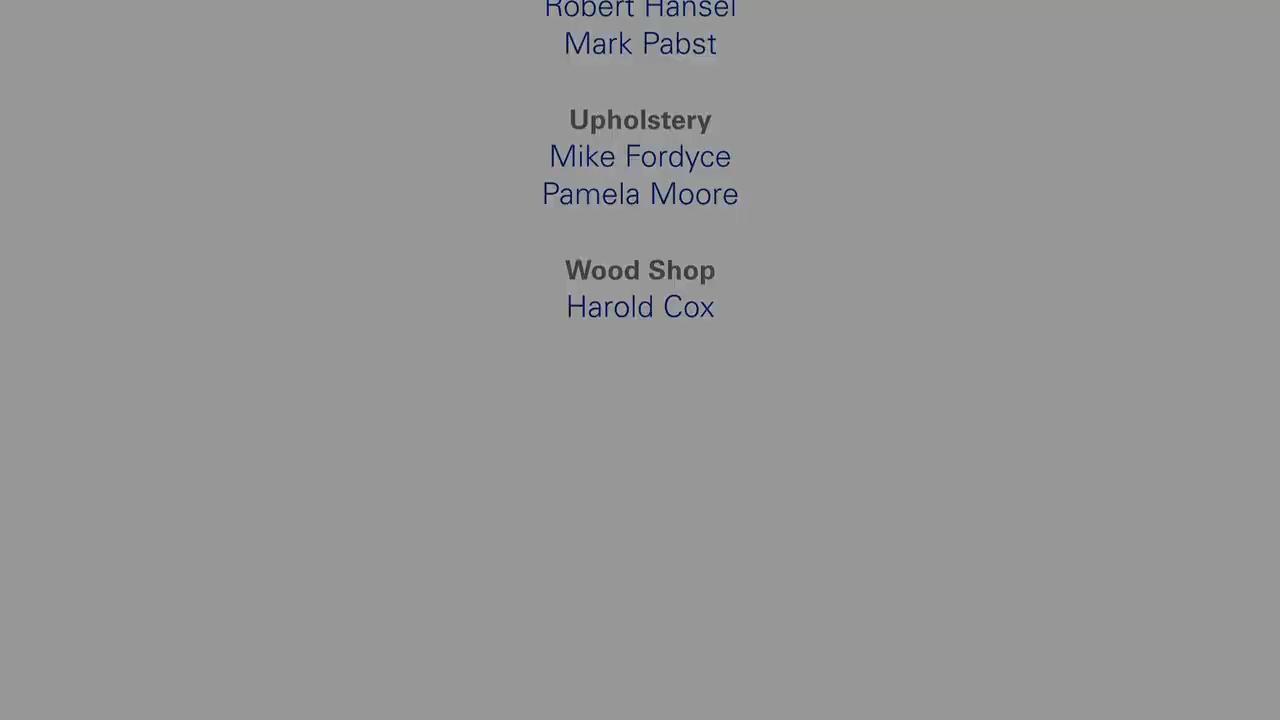 Robert Hansel
Mark Pabst
Upholstery
Mike Fordyce
Pamela Moore
Wood Shop
Harold Cox